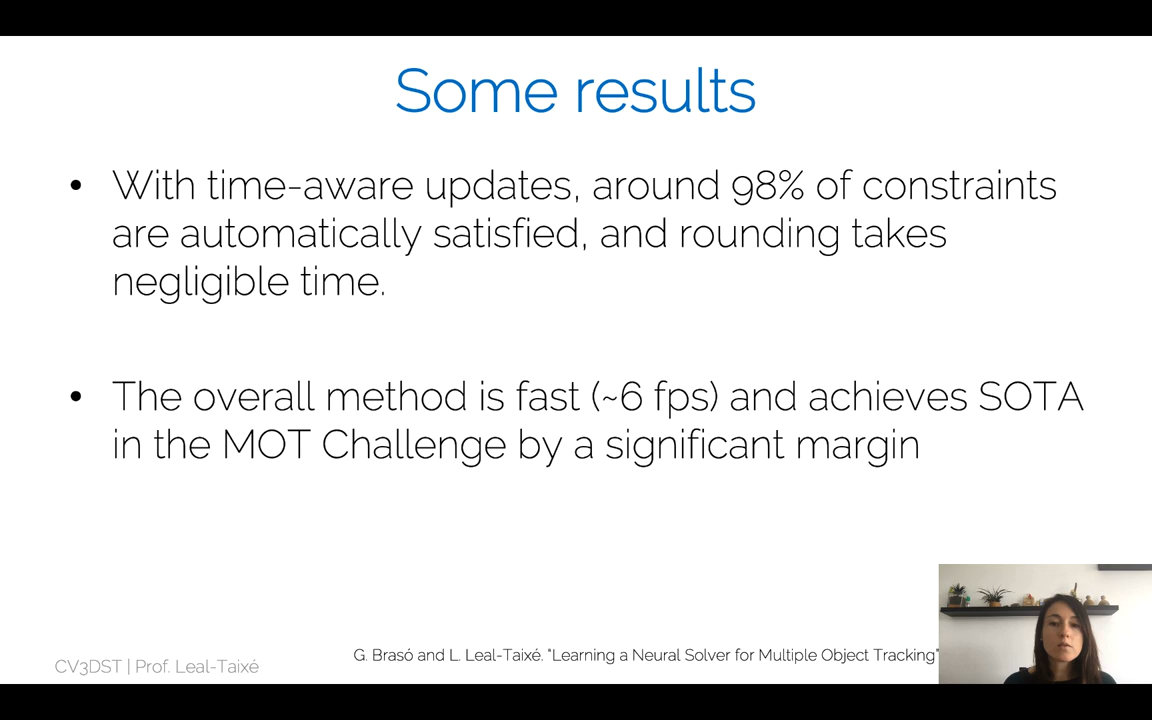 Some results
• With time-aware updates, around 98% of constraints
are automatically satisfied, and rounding takes
negligible time.
• The overall method is fast (~6 fps) and achieves SOTA
in the MOT Challenge by a significant margin
G. Brasó and L. Leal-Taixé. "Learning a Neural Solver for Multiple Object Tracking"
CV3DST | Prof. Leal-Taixé